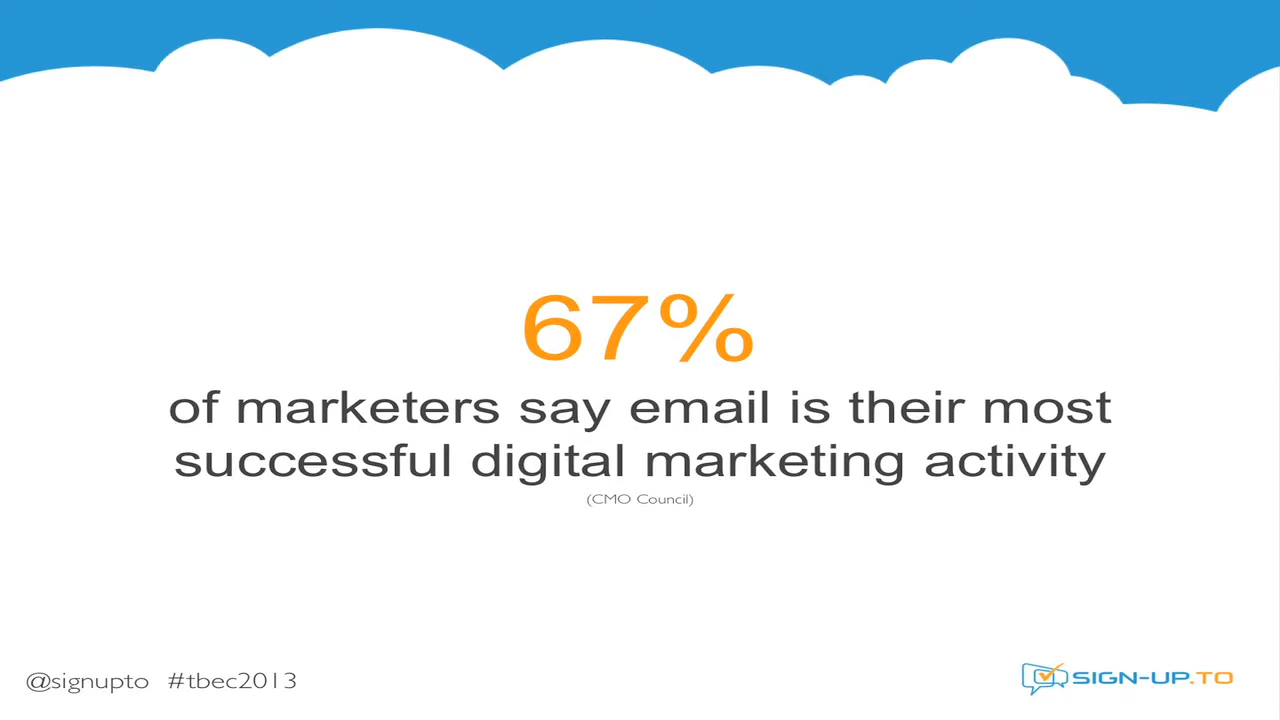 67%
of marketers say email is their most
successful digital marketing activity
(CMO Council)
@signupto #tbec2013
SIGN-UP.TO